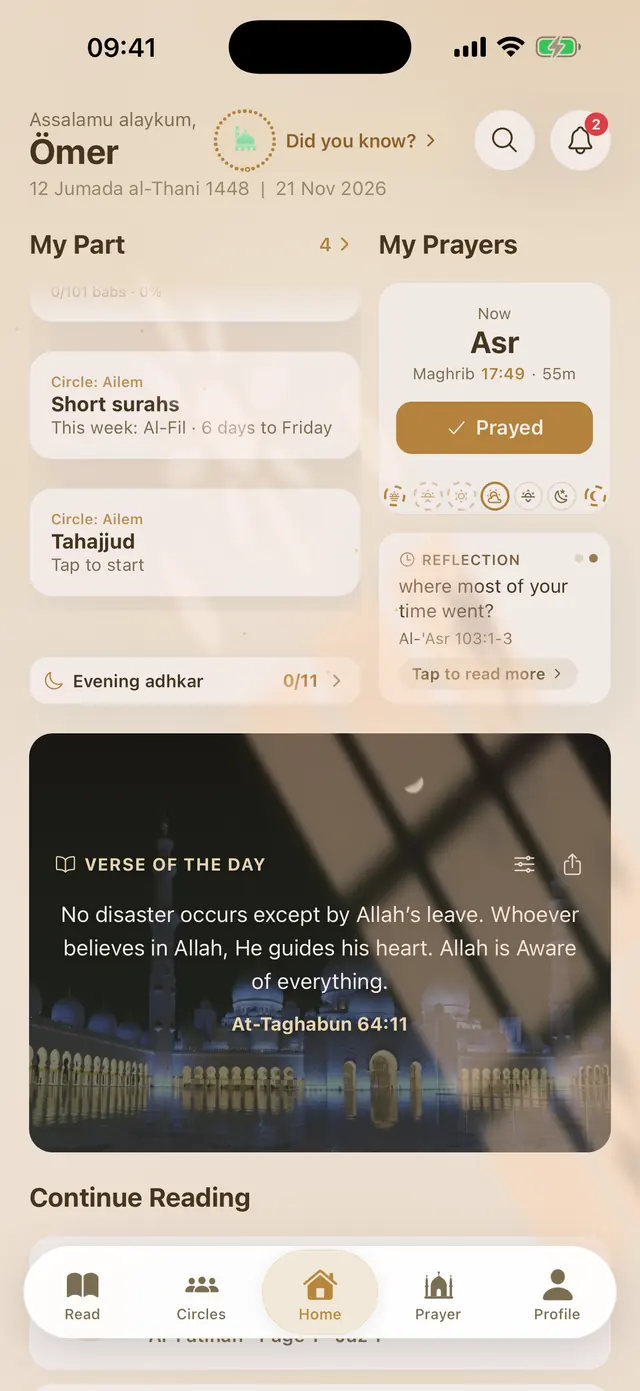 09:41
Assalamu alaykum,
Ömer
Did you know?
2
12 Jumada al-Thani 1448 | 21 Nov 2026
My Part
4
0/101 babs · 0%
Circle: Ailem
Short surahs
This week: Al-Fil · 6 days to Friday
Circle: Ailem
Tahajjud
Tap to start
Evening adhkar
0/11
My Prayers
Now
Asr
Maghrib 17:49 · 55m
Prayed
REFLECTION
where most of your
time went?
Al-'Asr 103:1-3
Tap to read more
VERSE OF THE DAY
No disaster occurs except by Allah’s leave. Whoever
believes in Allah, He guides his heart. Allah is Aware
of everything.
At-Taghabun 64:11
Continue Reading
Read
Circles
Home
Prayer
Profile